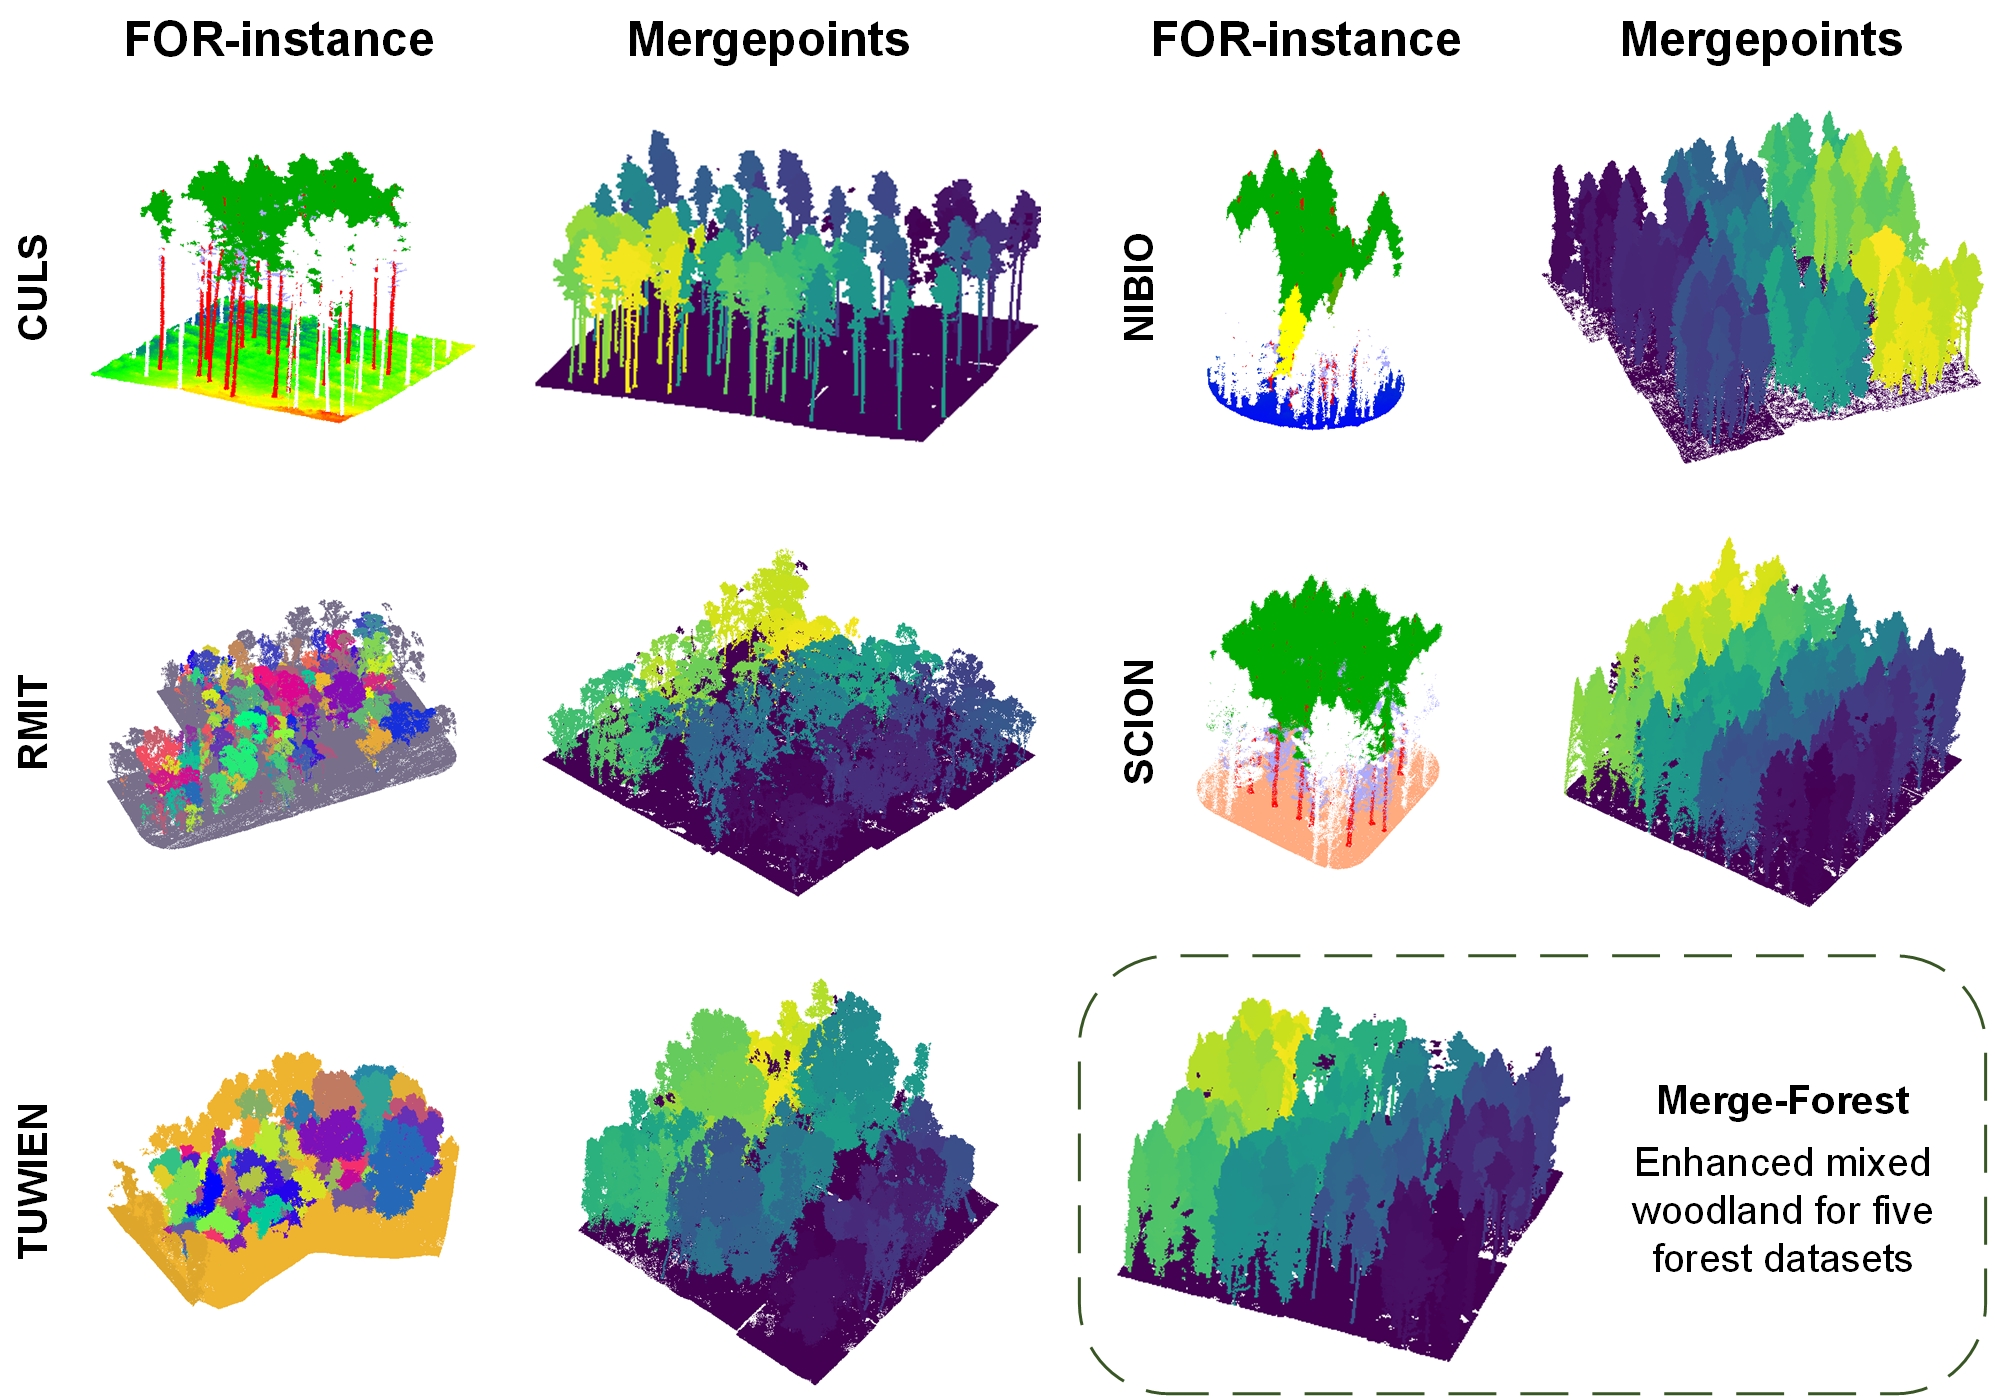 FOR-instance
Mergepoints
FOR-instance
Mergepoints
CULS
NIBIO
RMIT
SCION
TUWIEN
Merge-Forest
Enhanced mixed
woodland for five
forest datasets